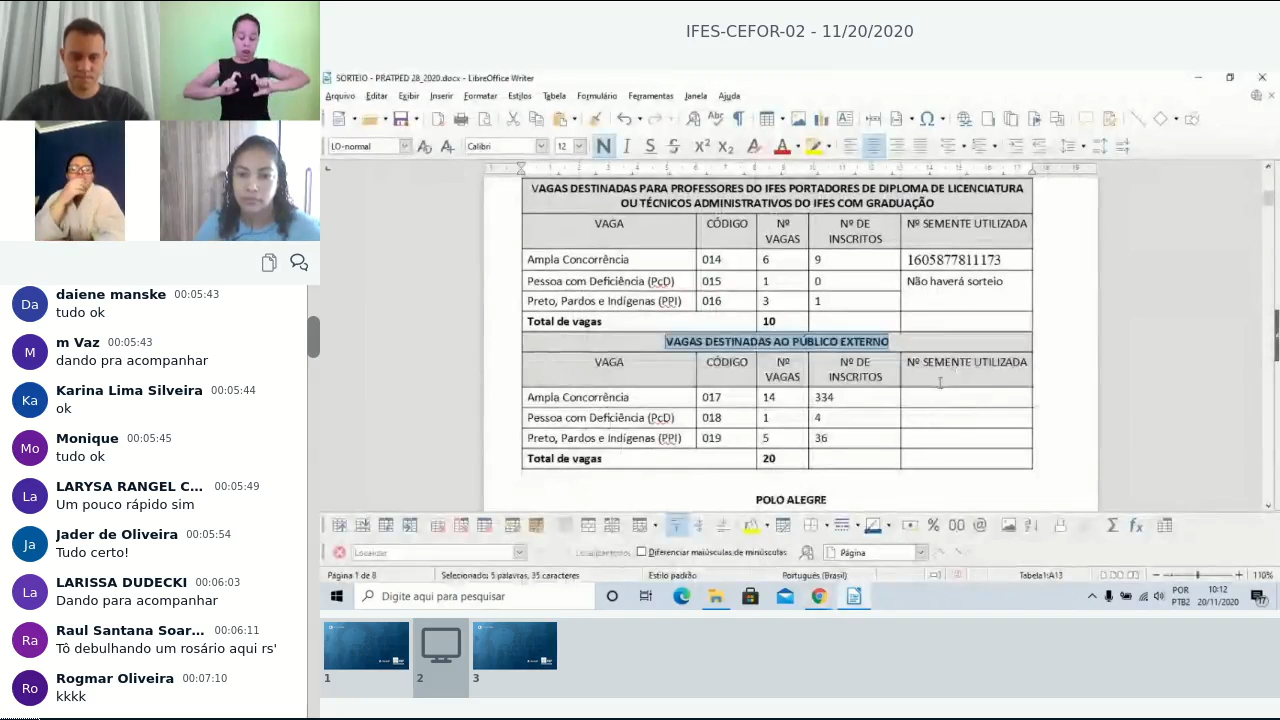 IFES-CEFOR-02 - 11/20/2020
SORTEIO - PRATPED 28_2020.docx - LibreOffice Writer
Arquivo Editar Exibir Inserir Formatar Estilos Tabela Formulário Ferramentas Janela Ajuda
LO-normal Calibri 12
VAGAS DESTINADAS PARA PROFESSORES DO IFES PORTADORES DE DIPLOMA DE LICENCIATURA
OU TÉCNICOS ADMINISTRATIVOS DO IFES COM GRADUAÇÃO
VAGA CÓDIGO Nº VAGAS Nº DE INSCRITOS Nº SEMENTE UTILIZADA
Ampla Concorrência 014 6 9 1605877811173
Pessoa com Deficiência (PcD) 015 1 0 Não haverá sorteio
Preto, Pardos e Indígenas (PPI) 016 3 1
Total de vagas 10
VAGAS DESTINADAS AO PÚBLICO EXTERNO
VAGA CÓDIGO Nº VAGAS Nº DE INSCRITOS Nº SEMENTE UTILIZADA
Ampla Concorrência 017 14 334
Pessoa com Deficiência (PcD) 018 1 4
Preto, Pardos e Indígenas (PPI) 019 5 36
Total de vagas 20
POLO ALEGRE
Localizar Diferenciar maiúsculas de minúsculas Página
Página 1 de 8 Selecionado: 5 palavras, 35 caracteres Estilo padrão Português (Brasil) Tabela1:A13 110%
Digite aqui para pesquisar
POR
PTB2
10:12
20/11/2020
1
2
3
Da daiene manske 00:05:43
tudo ok
M m Vaz 00:05:43
dando pra acompanhar
Ka Karina Lima Silveira 00:05:44
ok
Mo Monique 00:05:45
tudo ok
La LARYSA RANGEL C... 00:05:49
Um pouco rápido sim
Ja Jader de Oliveira 00:05:54
Tudo certo!
La LARISSA DUDECKI 00:06:03
Dando para acompanhar
Ra Raul Santana Soar... 00:06:11
Tô debulhando um rosário aqui rs'
Ro Rogmar Oliveira 00:07:10
kkkk